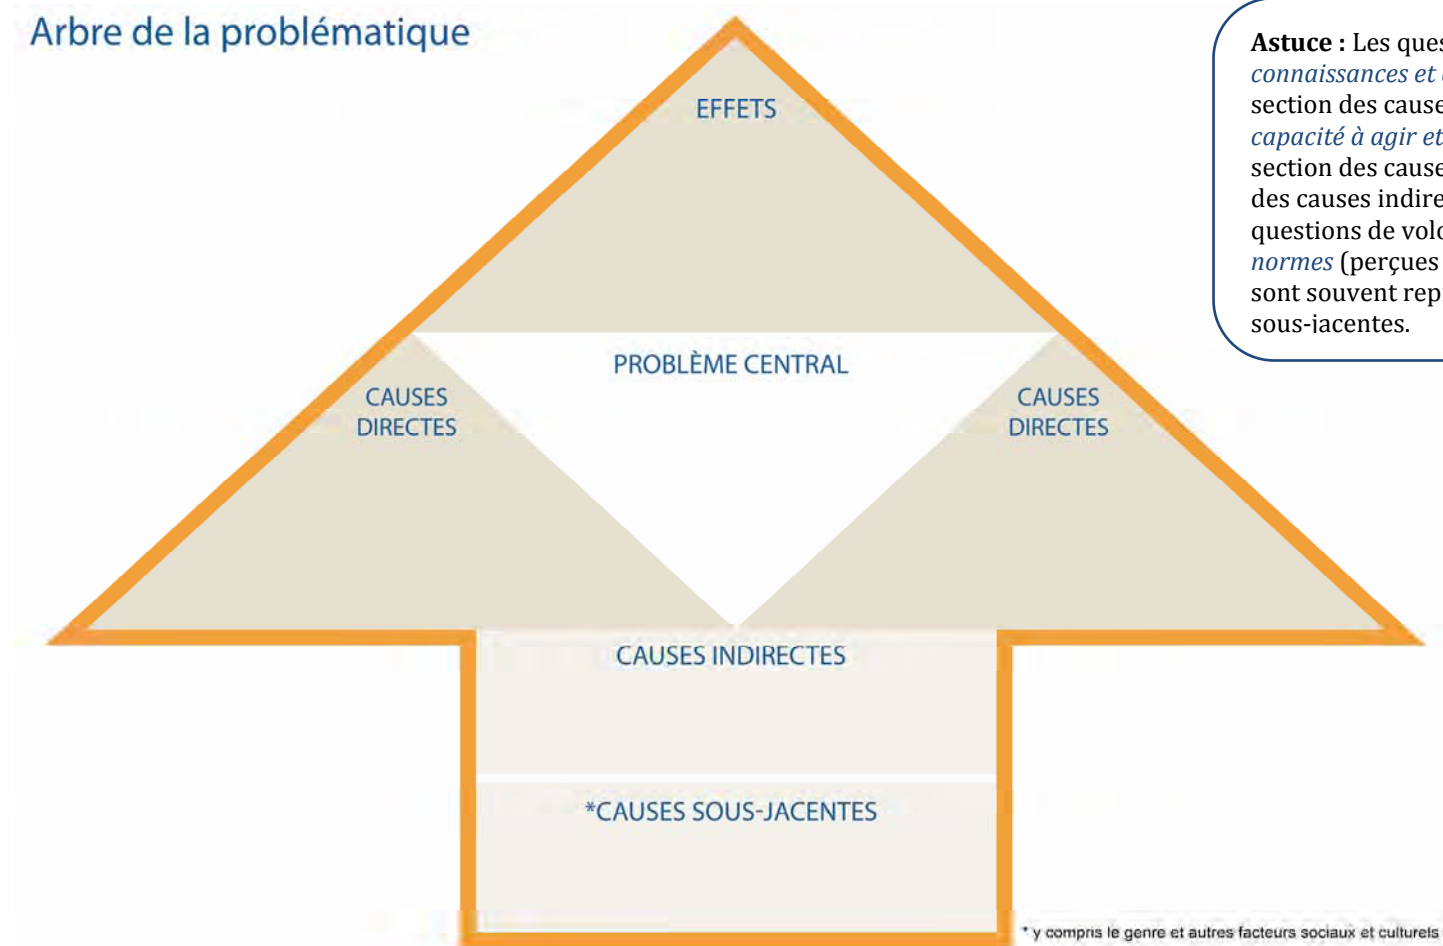 Arbre de la problématique
Astuce : Les ques
connaissances et
section des cause
capacité à agir et
section des cause
des causes indire
questions de volo
normes (perçues
sont souvent rep
sous-jacentes.
EFFETS
PROBLÈME CENTRAL
CAUSES
DIRECTES
CAUSES
DIRECTES
CAUSES INDIRECTES
*CAUSES SOUS-JACENTES
* y compris le genre et autres facteurs sociaux et culturels